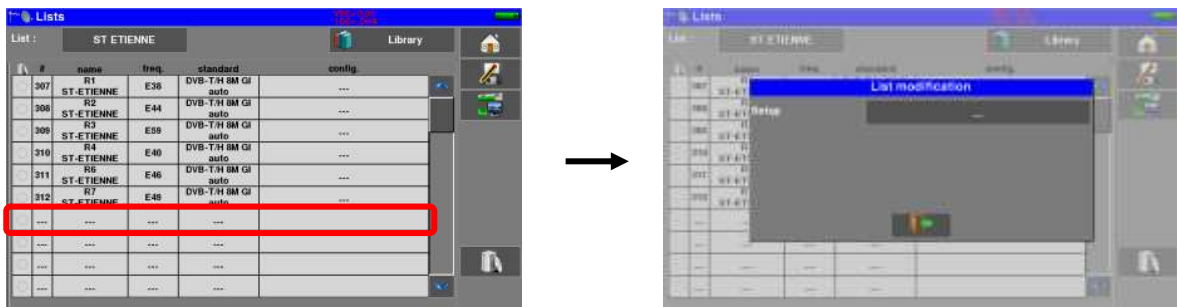 Lists
List : ST ETIENNE Library
# name freq. standard config.
307 R1 ST-ETIENNE E38 DVB-T/H 8M GI auto ---
308 R2 ST-ETIENNE E44 DVB-T/H 8M GI auto ---
309 R3 ST-ETIENNE E59 DVB-T/H 8M GI auto ---
310 R4 ST-ETIENNE E40 DVB-T/H 8M GI auto ---
311 R6 ST-ETIENNE E46 DVB-T/H 8M GI auto ---
312 R7 ST-ETIENNE E49 DVB-T/H 8M GI auto ---
--- --- --- ---
--- --- --- ---
--- --- --- ---
--- --- --- ---
Lists
ST ETIENNE Library
List modification
Setup ---